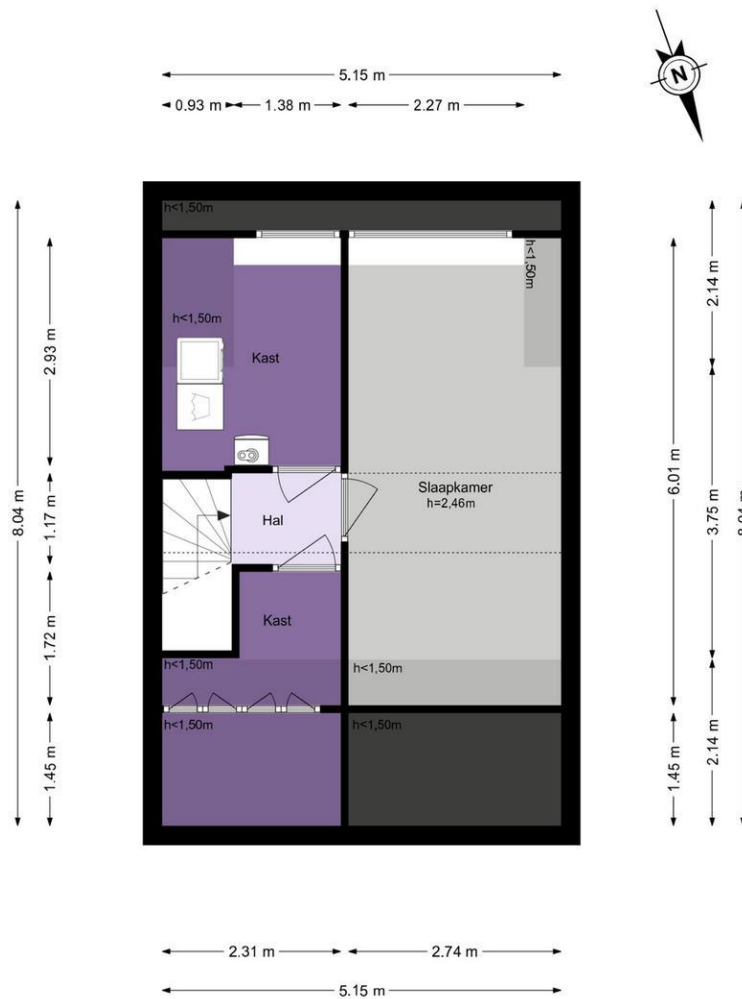 N
5.15 m
0.93 m
1.38 m
2.27 m
h<1,50m
h<1,50m
h<1,50m
Kast
Slaapkamer
h=2,46m
Hal
Kast
h<1,50m
h<1,50m
h<1,50m
h<1,50m
8.04 m
2.93 m
1.17 m
1.72 m
1.45 m
6.01 m
1.45 m
2.14 m
3.75 m
2.14 m
8.04 m
2.31 m
2.74 m
5.15 m